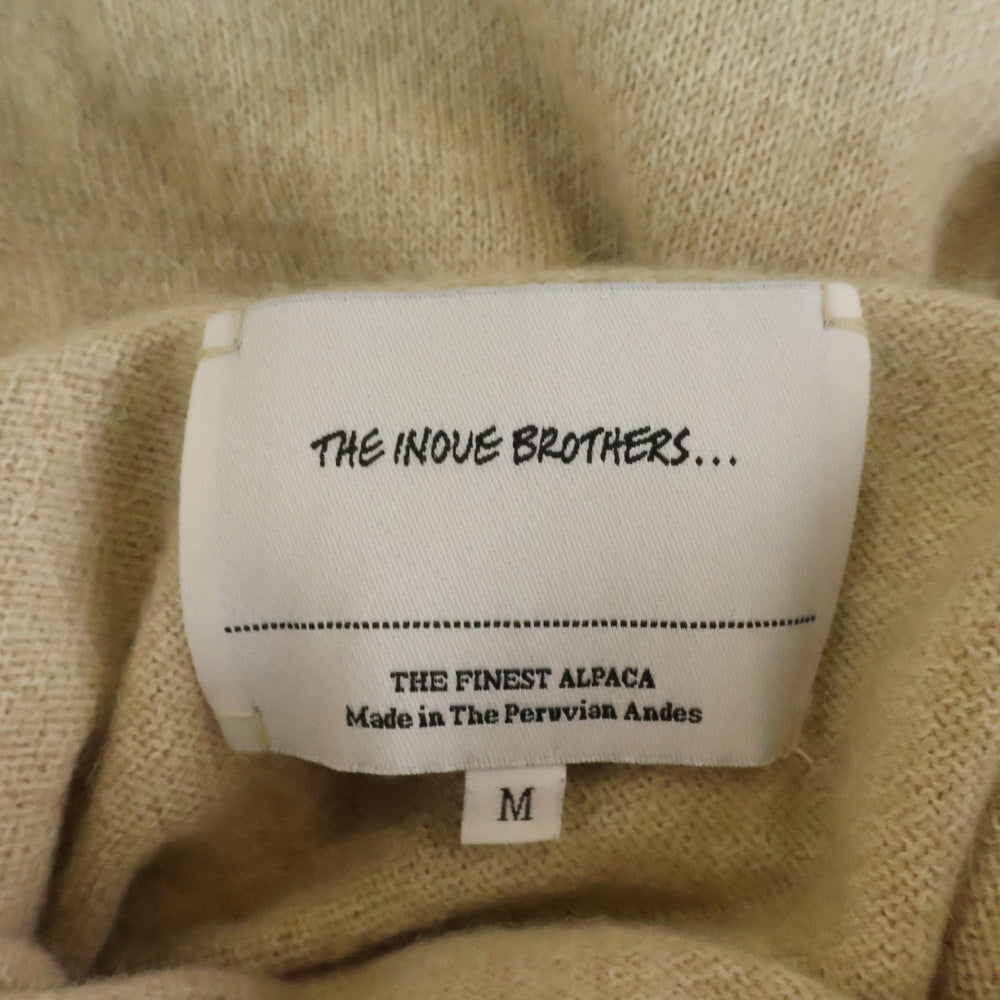 THE INOUE BROTHERS...
THE FINEST ALPACA
Made in The Peruvian Andes
M